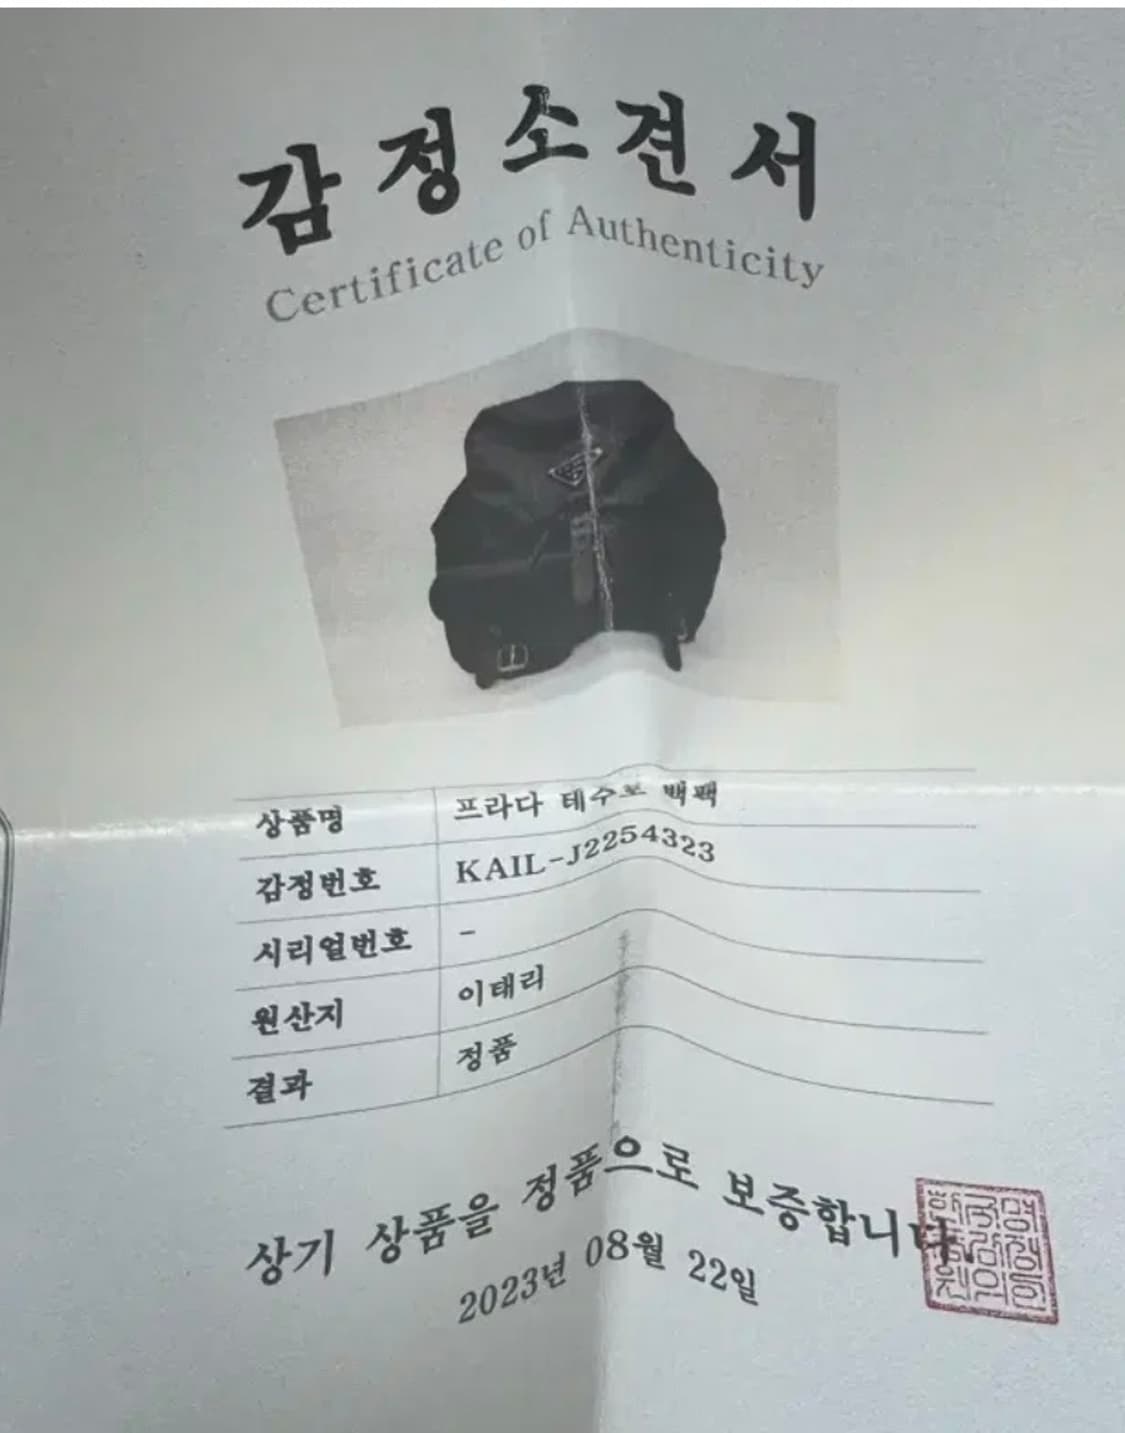 감정소견서
Certificate of Authenticity
상품명 프라다 테수토 백팩
감정번호 KAIL-J2254323
시리얼번호 -
원산지 이태리
결과 정품
상기 상품을 정품으로 보증합니다.
2023년 08월 22일